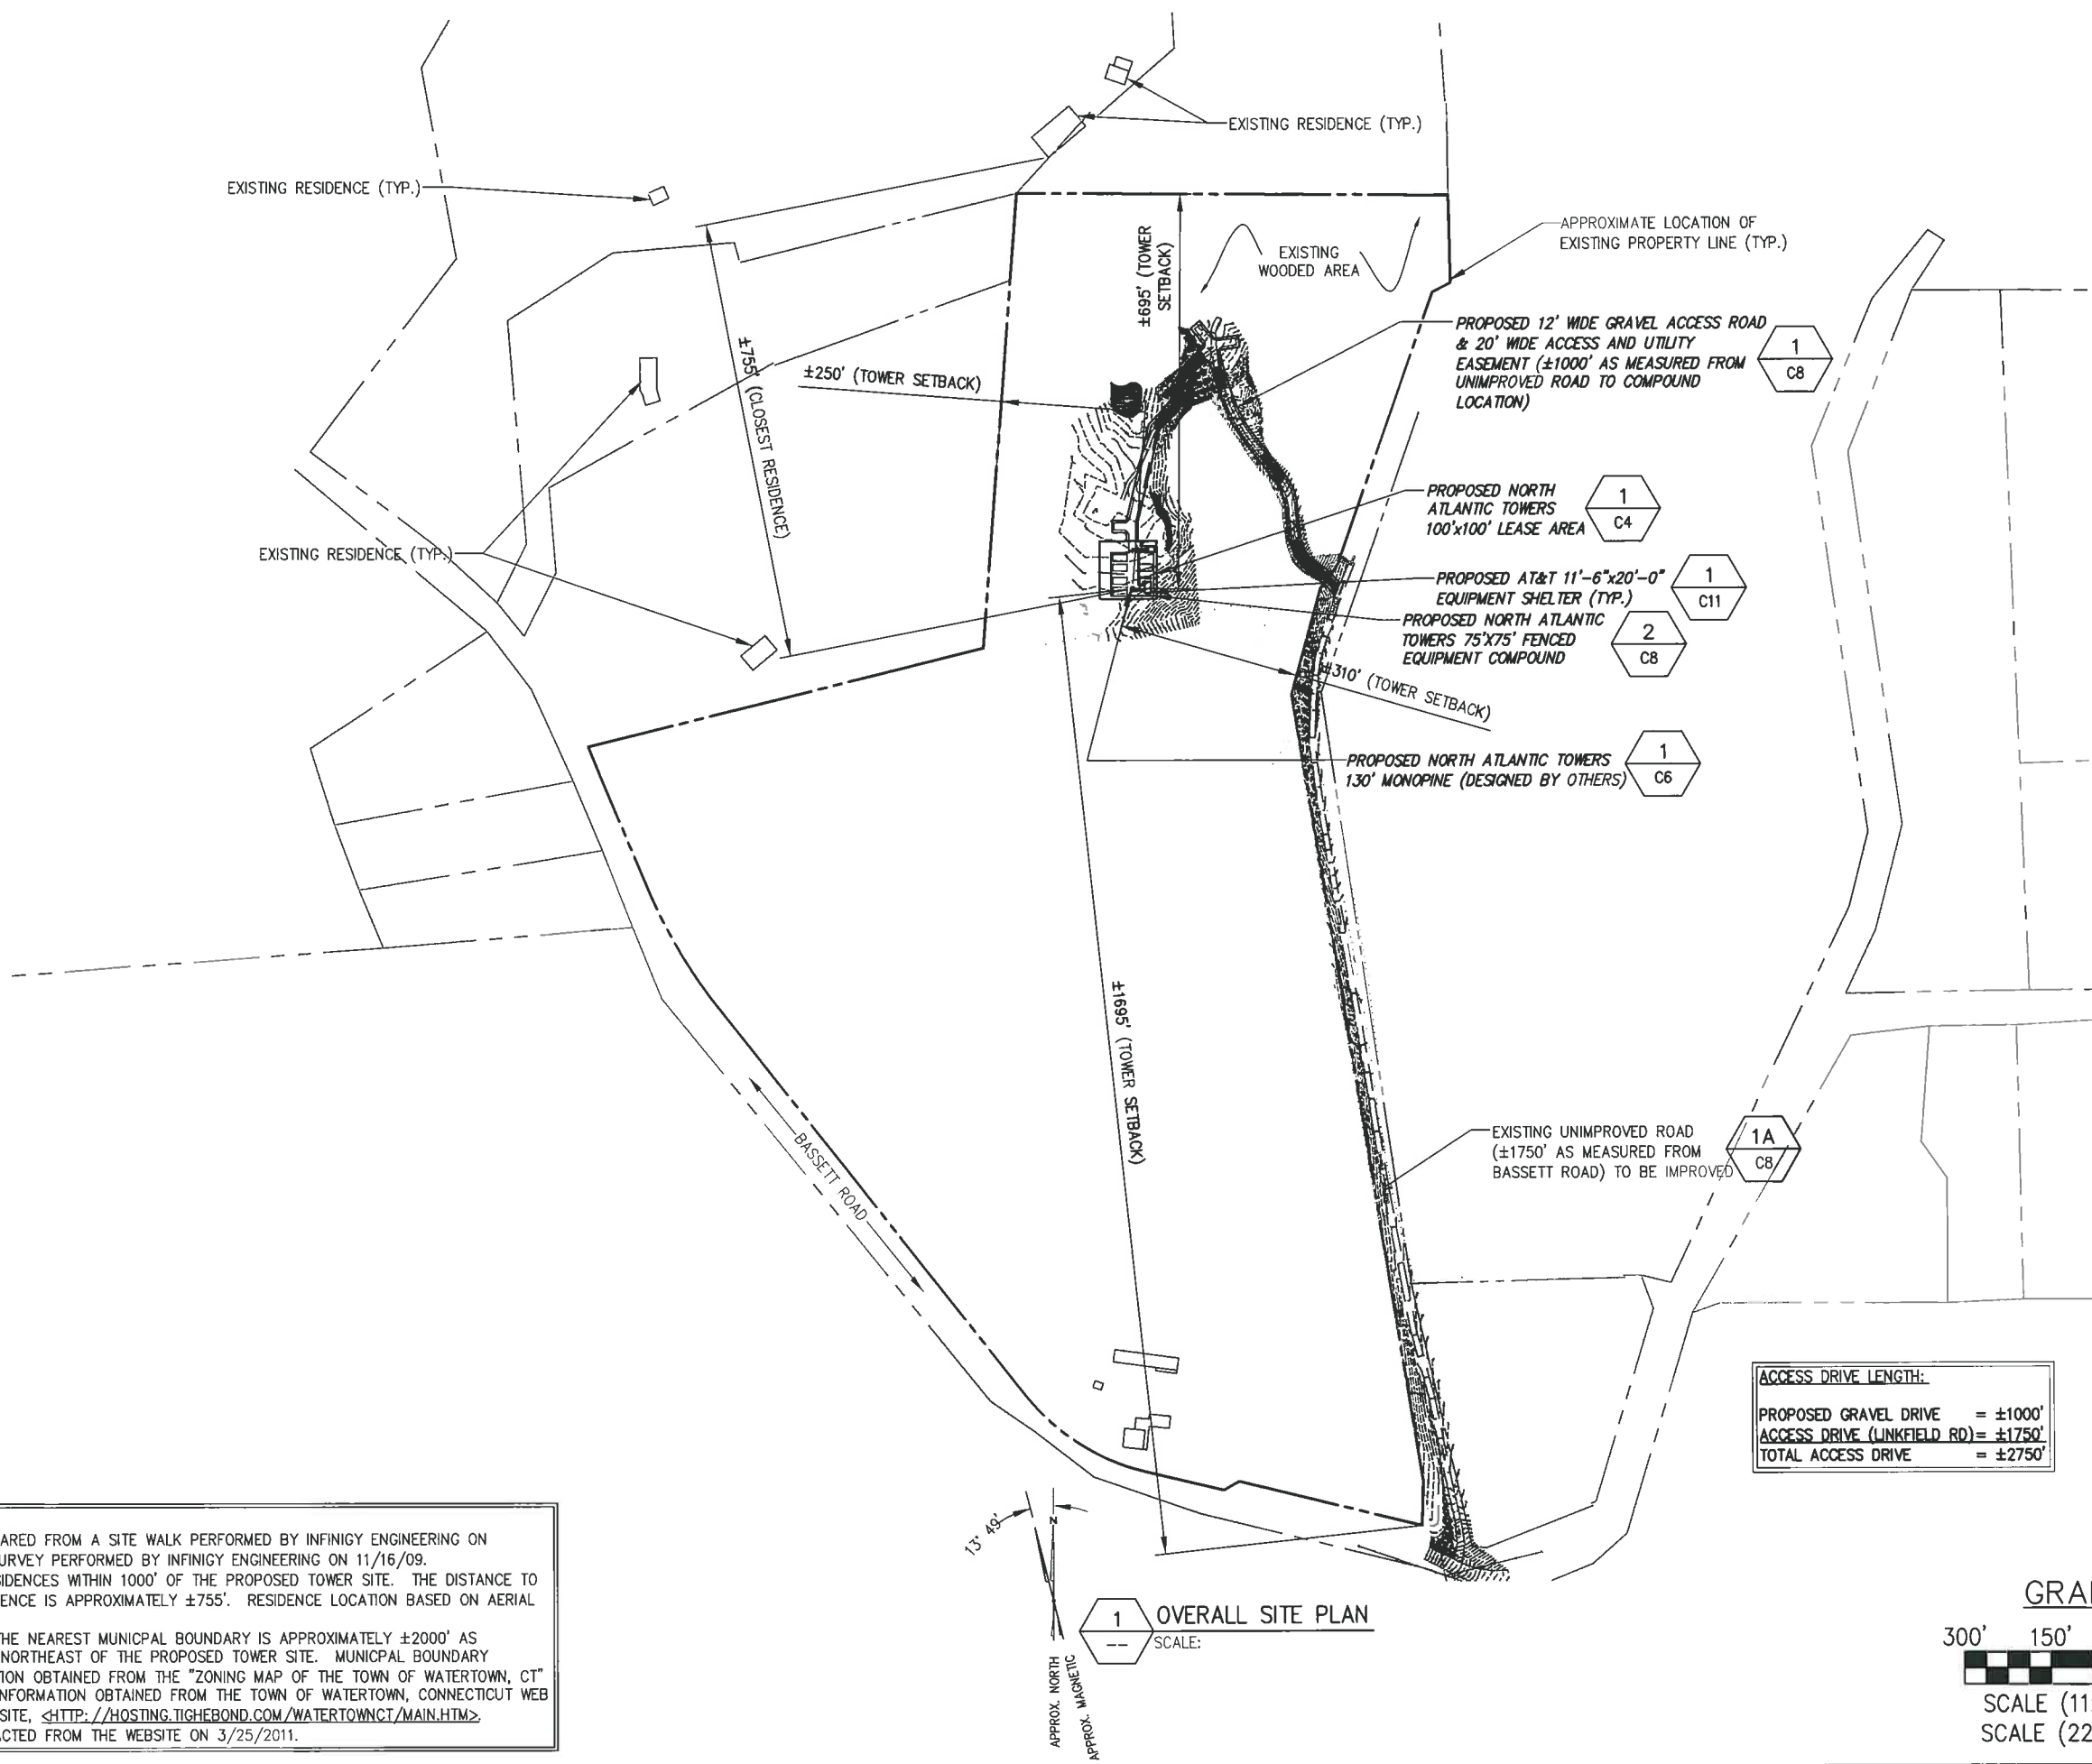 EXISTING RESIDENCE (TYP.)
EXISTING RESIDENCE (TYP.)
APPROXIMATE LOCATION OF
EXISTING PROPERTY LINE (TYP.)
EXISTING
WOODED AREA
±695' (TOWER
SETBACK)
PROPOSED 12' WIDE GRAVEL ACCESS ROAD
& 20' WIDE ACCESS AND UTILITY
EASEMENT (±1000' AS MEASURED FROM
UNIMPROVED ROAD TO COMPOUND
LOCATION)
1
C8
±755' (CLOSEST RESIDENCE)
±250' (TOWER SETBACK)
PROPOSED NORTH
ATLANTIC TOWERS
100'x100' LEASE AREA
1
C4
EXISTING RESIDENCE (TYP.)
PROPOSED AT&T 11'-6"x20'-0"
EQUIPMENT SHELTER (TYP.)
1
C11
PROPOSED NORTH ATLANTIC
TOWERS 75'X75' FENCED
EQUIPMENT COMPOUND
2
C8
±310' (TOWER SETBACK)
PROPOSED NORTH ATLANTIC TOWERS
130' MONOPINE (DESIGNED BY OTHERS)
1
C6
±1695' (TOWER SETBACK)
BASSETT ROAD
EXISTING UNIMPROVED ROAD
(±1750' AS MEASURED FROM
BASSETT ROAD) TO BE IMPROVED
1A
C8
ACCESS DRIVE LENGTH:
PROPOSED GRAVEL DRIVE = ±1000'
ACCESS DRIVE (LINKFIELD RD)= ±1750'
TOTAL ACCESS DRIVE = ±2750'
ARED FROM A SITE WALK PERFORMED BY INFINIGY ENGINEERING ON
URVEY PERFORMED BY INFINIGY ENGINEERING ON 11/16/09.
IDENCES WITHIN 1000' OF THE PROPOSED TOWER SITE. THE DISTANCE TO
ENCE IS APPROXIMATELY ±755'. RESIDENCE LOCATION BASED ON AERIAL
THE NEAREST MUNICPAL BOUNDARY IS APPROXIMATELY ±2000' AS
NORTHEAST OF THE PROPOSED TOWER SITE. MUNICPAL BOUNDARY
ION OBTAINED FROM THE "ZONING MAP OF THE TOWN OF WATERTOWN, CT"
NFORMATION OBTAINED FROM THE TOWN OF WATERTOWN, CONNECTICUT WEB
SITE, <HTTP://HOSTING.TIGHEBOND.COM/WATERTOWNCT/MAIN.HTM>.
CTED FROM THE WEBSITE ON 3/25/2011.
13° 49'
N
APPROX. NORTH
APPROX. MAGNETIC
1
--
OVERALL SITE PLAN
SCALE:
GRAP
300' 150'
SCALE (11
SCALE (22